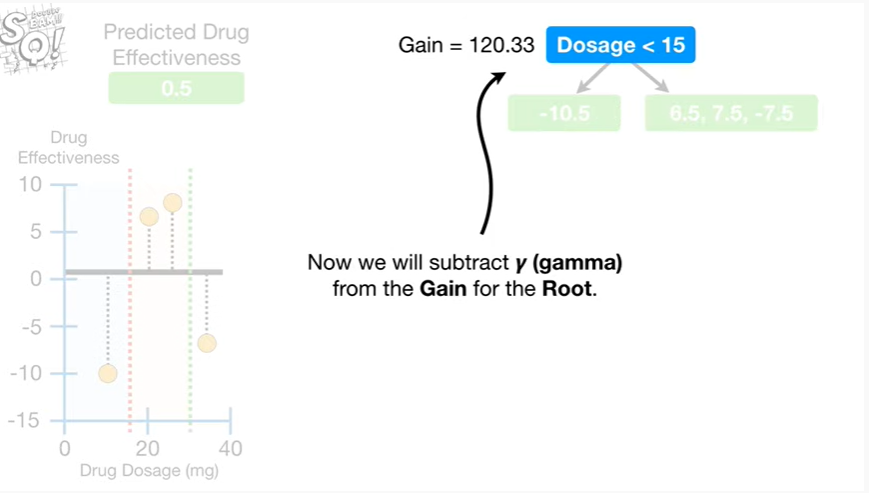 SQ!
Predicted Drug
Effectiveness
0.5
Gain = 120.33 Dosage < 15
-10.5
6.5, 7.5, -7.5
Drug
Effectiveness
10
5
0
-5
-10
-15
0 20 40
Drug Dosage (mg)
Now we will subtract γ (gamma)
from the Gain for the Root.